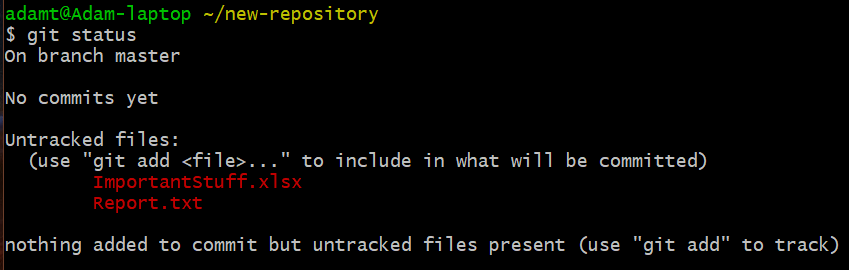 adamt@Adam-laptop ~/new-repository
$ git status
On branch master
No commits yet
Untracked files:
(use "git add <file>..." to include in what will be committed)
ImportantStuff.xlsx
Report.txt
nothing added to commit but untracked files present (use "git add" to track)